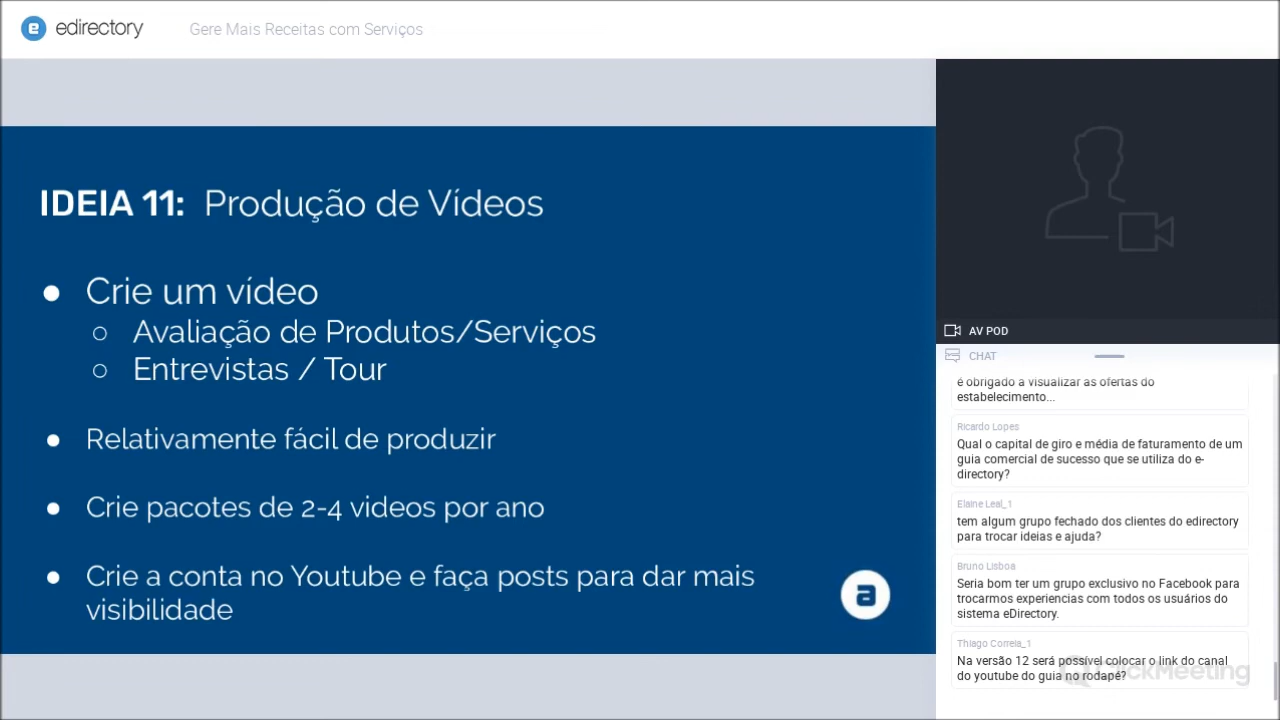 e edirectory
Gere Mais Receitas com Serviços
IDEIA 11: Produção de Vídeos
● Crie um vídeo
○ Avaliação de Produtos/Serviços
○ Entrevistas / Tour
● Relativamente fácil de produzir
● Crie pacotes de 2-4 videos por ano
● Crie a conta no Youtube e faça posts para dar mais
visibilidade
a
AV POD
CHAT
é obrigado a visualizar as ofertas do
estabelecimento...
Ricardo Lopes
Qual o capital de giro e média de faturamento de um
guia comercial de sucesso que se utiliza do e-
directory?
Elaine Leal_1
tem algum grupo fechado dos clientes do edirectory
para trocar ideias e ajuda?
Bruno Lisboa
Seria bom ter um grupo exclusivo no Facebook para
trocarmos experiencias com todos os usuários do
sistema eDirectory.
Thiago Correia_1
Na versão 12 será possível colocar o link do canal
do youtube do guia no rodapé?
ClickMeeting